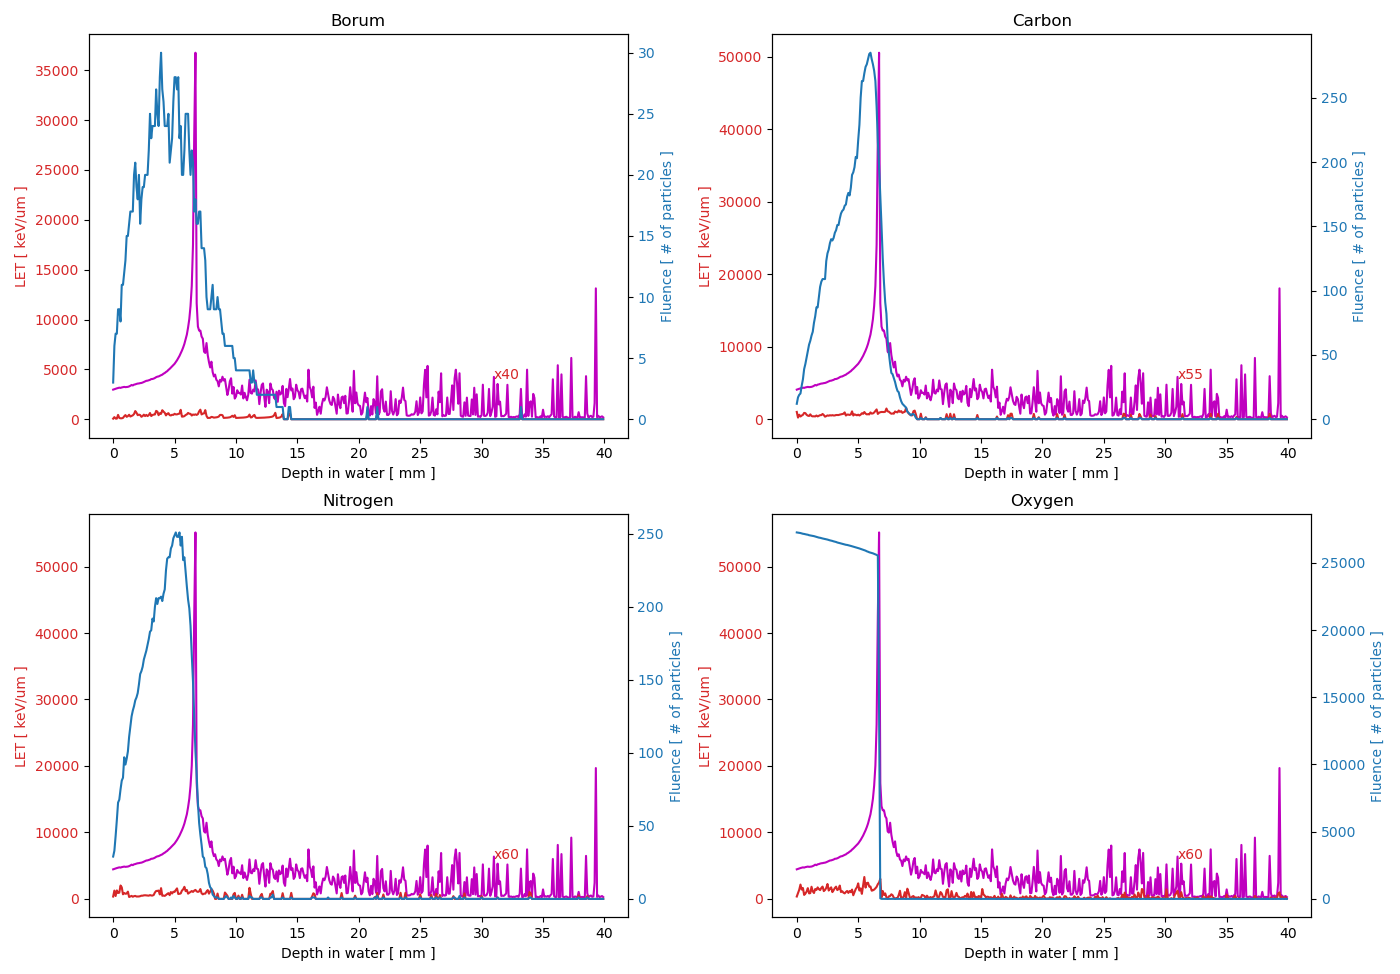 Borum
35000
30000
25000
20000
15000
10000
5000
0
LET [ keV/um ]
30
25
20
15
10
5
0
Fluence [ # of particles ]
x40
0 5 10 15 20 25 30 35 40
Depth in water [ mm ]
Carbon
50000
40000
30000
20000
10000
0
LET [ keV/um ]
250
200
150
100
50
0
Fluence [ # of particles ]
x55
0 5 10 15 20 25 30 35 40
Depth in water [ mm ]
Nitrogen
50000
40000
30000
20000
10000
0
LET [ keV/um ]
250
200
150
100
50
0
Fluence [ # of particles ]
x60
0 5 10 15 20 25 30 35 40
Depth in water [ mm ]
Oxygen
50000
40000
30000
20000
10000
0
LET [ keV/um ]
25000
20000
15000
10000
5000
0
Fluence [ # of particles ]
x60
0 5 10 15 20 25 30 35 40
Depth in water [ mm ]